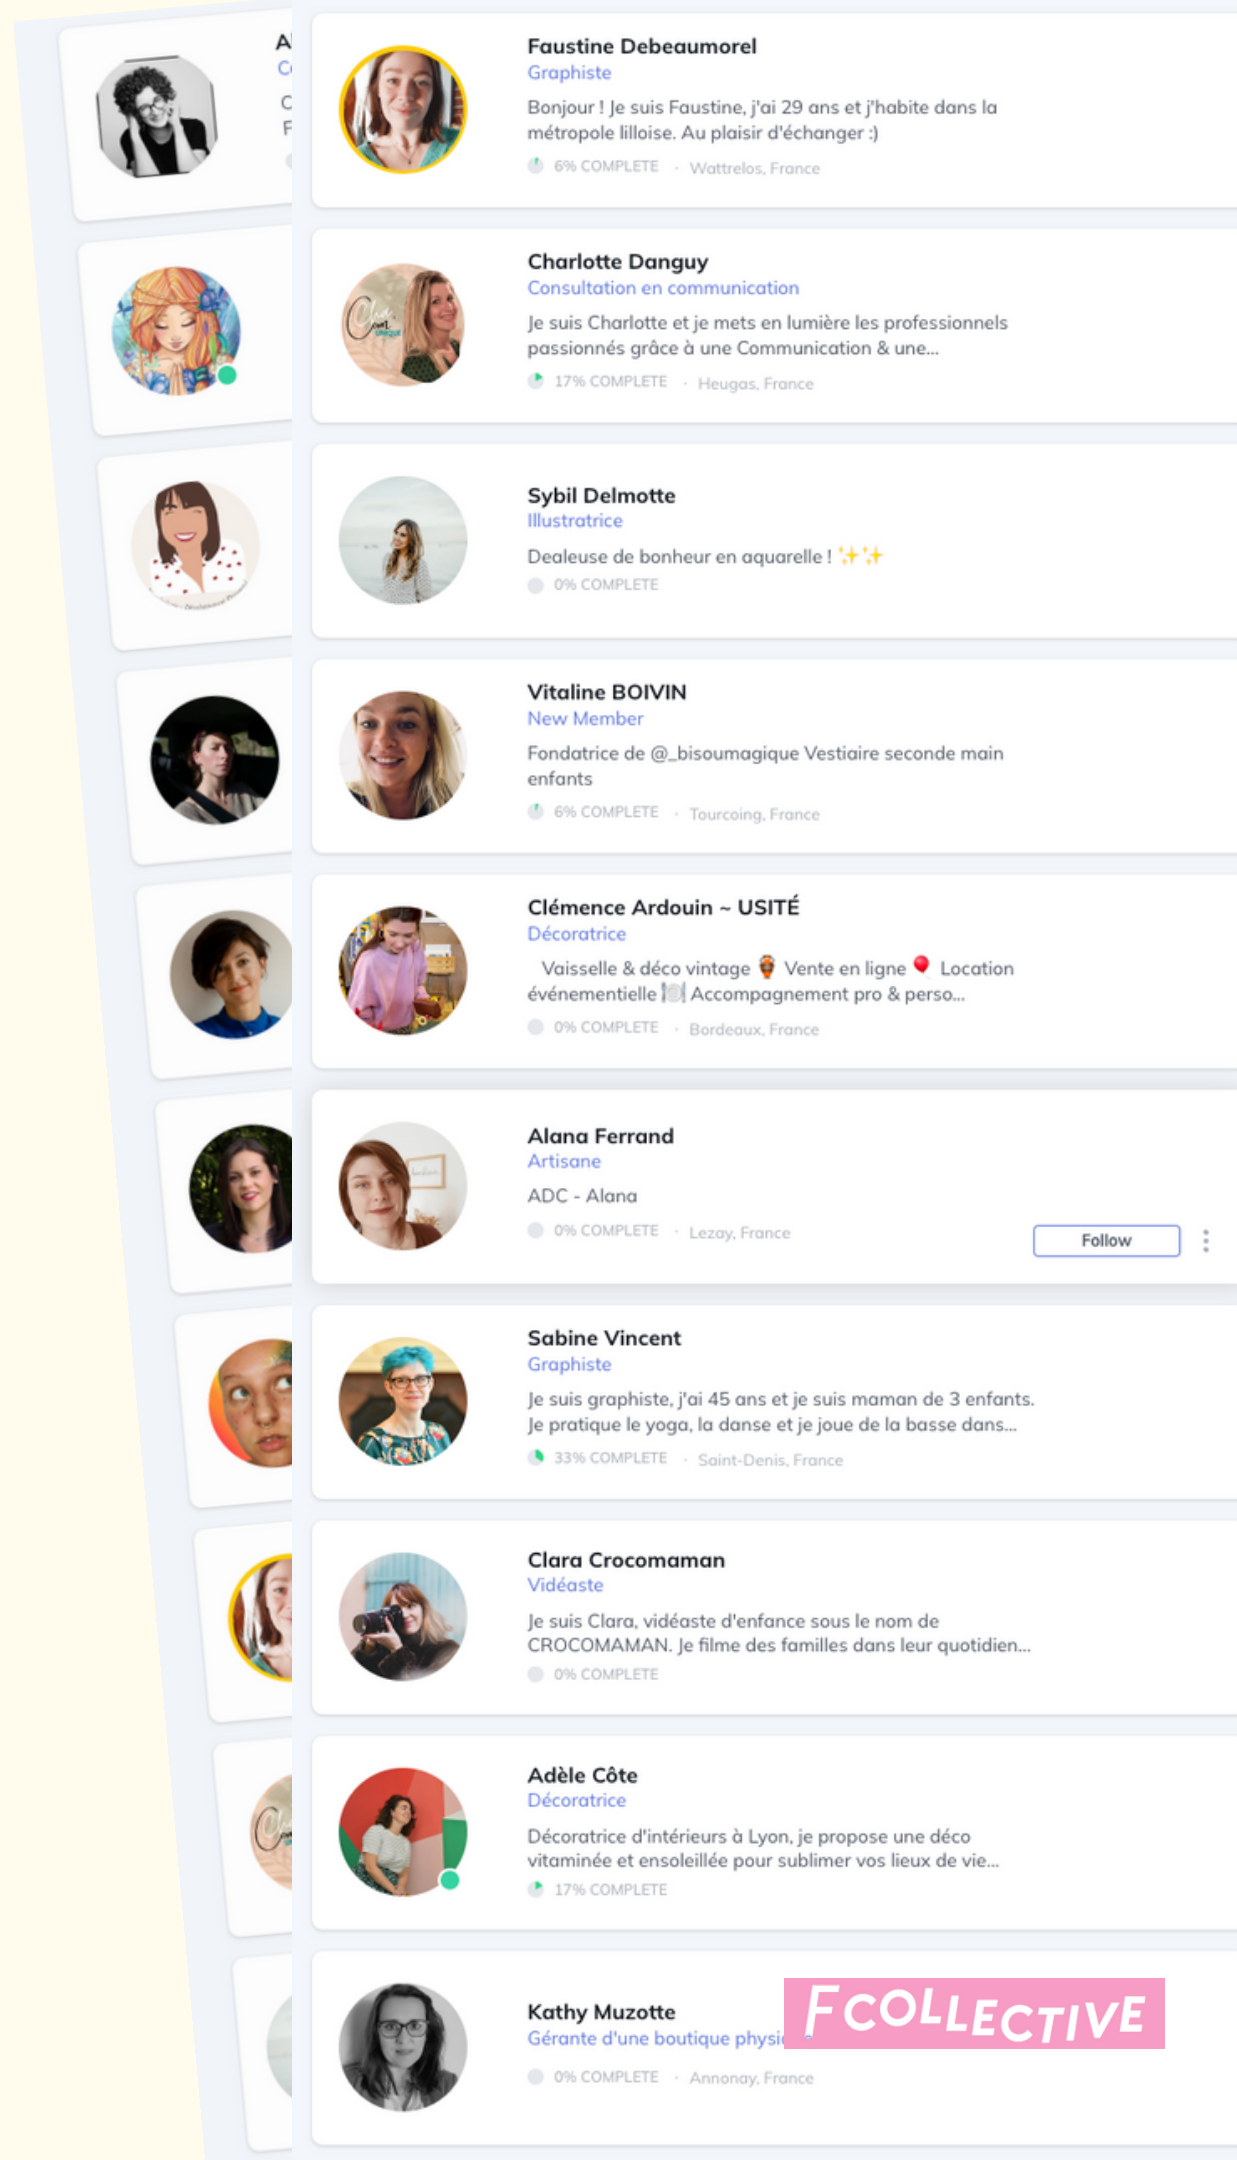 Faustine Debeaumorel
Graphiste
Bonjour ! Je suis Faustine, j'ai 29 ans et j'habite dans la
métropole lilloise. Au plaisir d'échanger :)
6% COMPLETE · Wattrelos, France
Charlotte Danguy
Consultation en communication
Je suis Charlotte et je mets en lumière les professionnels
passionnés grâce à une Communication & une...
17% COMPLETE · Heugas, France
Sybil Delmotte
Illustratrice
Dealeuse de bonheur en aquarelle ! ✨✨
0% COMPLETE
Vitaline BOIVIN
New Member
Fondatrice de @_bisoumagique Vestiaire seconde main
enfants
6% COMPLETE · Tourcoing, France
Clémence Ardouin ~ USITÉ
Décoratrice
Vaisselle & déco vintage 🏺 Vente en ligne 🎈 Location
événementielle 🍽 Accompagnement pro & perso...
0% COMPLETE · Bordeaux, France
Alana Ferrand
Artisane
ADC - Alana
0% COMPLETE · Lezay, France
Follow
Sabine Vincent
Graphiste
Je suis graphiste, j'ai 45 ans et je suis maman de 3 enfants.
Je pratique le yoga, la danse et je joue de la basse dans...
33% COMPLETE · Saint-Denis, France
Clara Crocomaman
Vidéaste
Je suis Clara, vidéaste d'enfance sous le nom de
CROCOMAMAN. Je filme des familles dans leur quotidien...
0% COMPLETE
Adèle Côte
Décoratrice
Décoratrice d'intérieurs à Lyon, je propose une déco
vitaminée et ensoleillée pour sublimer vos lieux de vie...
17% COMPLETE
Kathy Muzotte
Gérante d'une boutique
0% COMPLETE · Annonay, France
FCOLLECTIVE